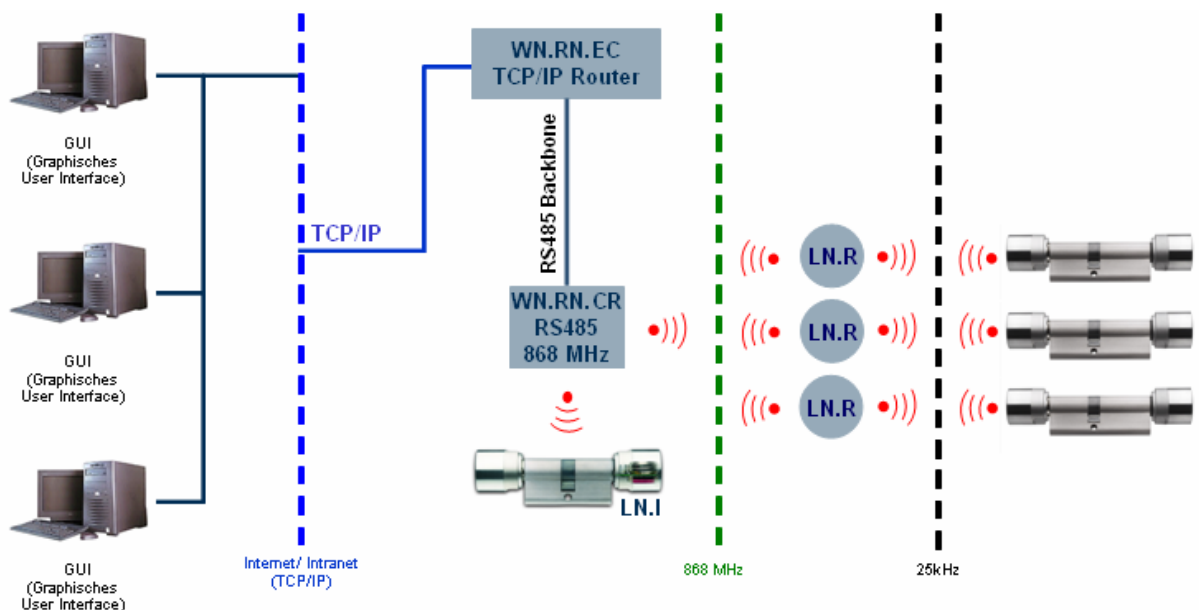 WN.RN.EC
TCP/IP Router
GUI
(Graphisches
User Interface)
RS485 Backbone
TCP/IP
LN.R
WN.RN.CR
RS485
868 MHz
LN.R
GUI
(Graphisches
User Interface)
LN.R
LN.I
Internet/ Intranet
(TCP/IP)
868 MHz
25kHz
GUI
(Graphisches
User Interface)